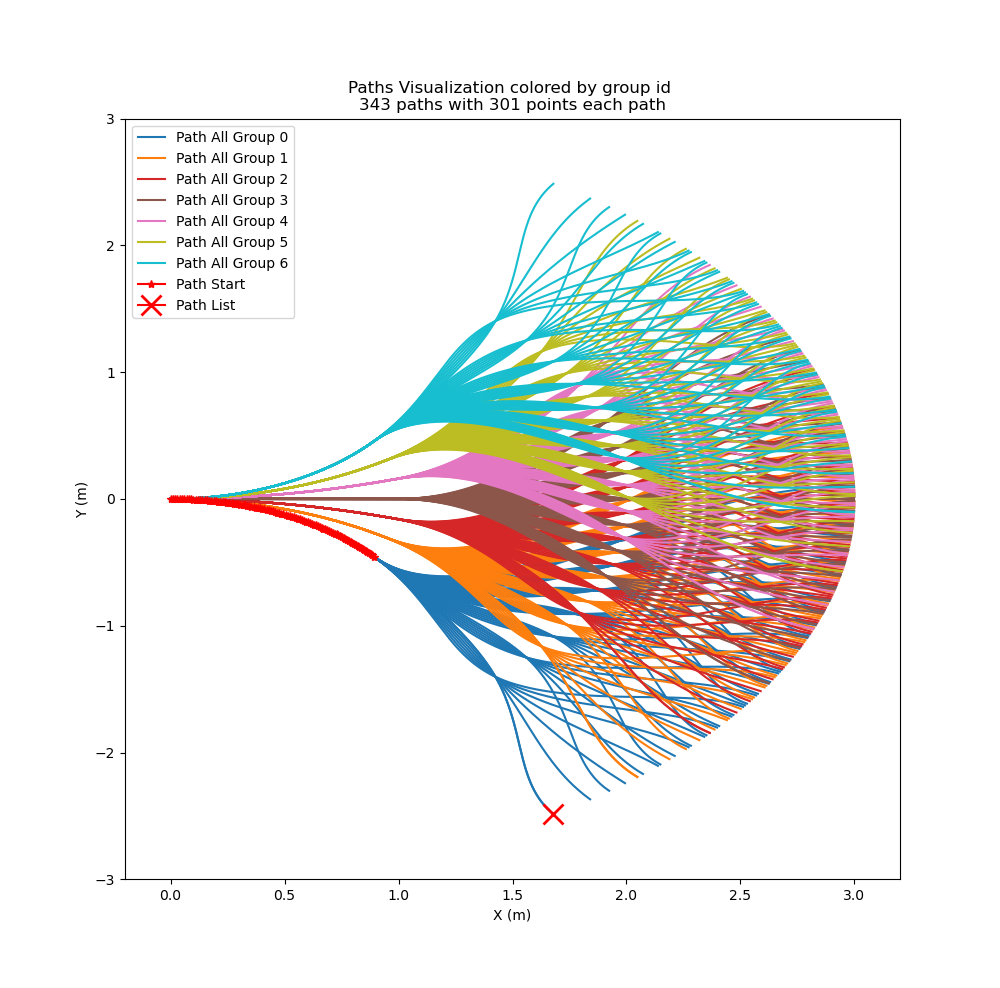 Paths Visualization colored by group id
343 paths with 301 points each path
3
2
1
0
−1
−2
−3
Y (m)
Path All Group 0
Path All Group 1
Path All Group 2
Path All Group 3
Path All Group 4
Path All Group 5
Path All Group 6
Path Start
Path List
0.0 0.5 1.0 1.5 2.0 2.5 3.0
X (m)